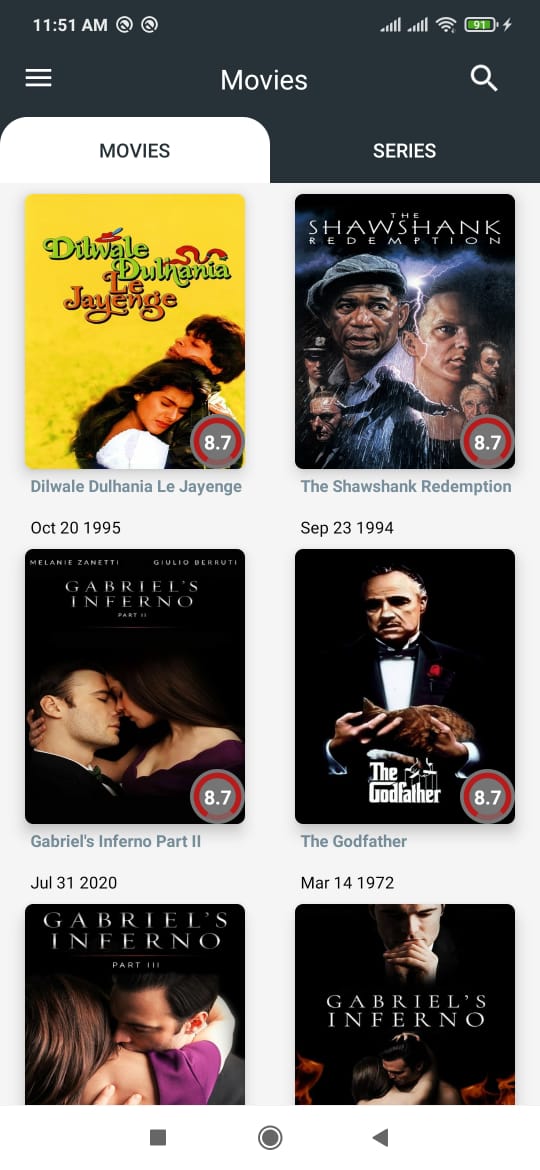 11:51 AM
91
Movies
MOVIES
SERIES
Dilwale
Dulhania
Le
Jayenge
8.7
THE
SHAWSHANK
REDEMPTION
8.7
Dilwale Dulhania Le Jayenge
The Shawshank Redemption
Oct 20 1995
Sep 23 1994
MELANIE ZANETTI
GIULIO BERRUTI
GABRIEL'S
INFERNO
PART II
8.7
The
Godfather
8.7
Gabriel's Inferno Part II
The Godfather
Jul 31 2020
Mar 14 1972
GABRIEL'S
INFERNO
PART III
GABRIEL'S
INFERNO